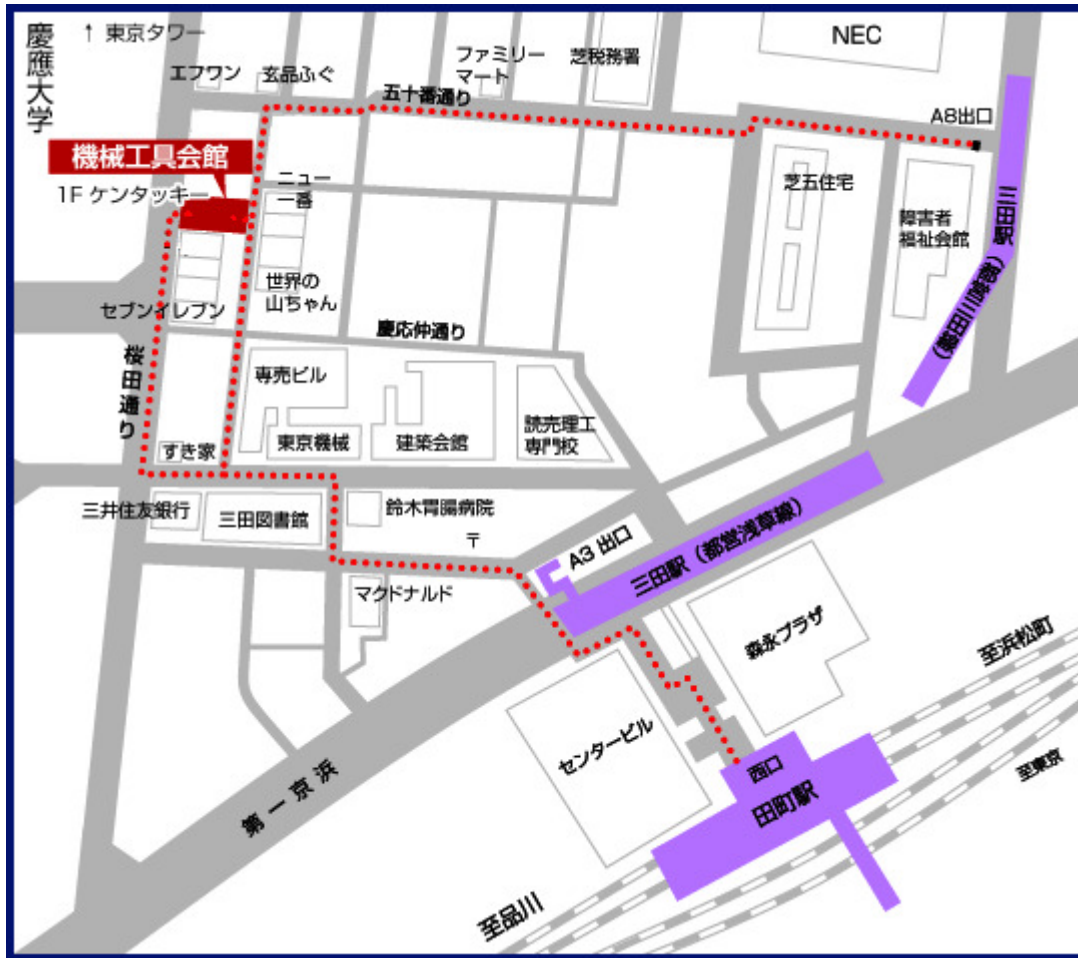 慶應大学
↑ 東京タワー
NEC
ファミリー
マート
芝税務署
エフワン
玄品ふぐ
五十番通り
A8出口
機械工具会館
1F ケンタッキー
ニュー
一番
芝五住宅
障害者
福祉会館
三田駅（都営三田線）
世界の
山ちゃん
セブンイレブン
慶応仲通り
桜田通り
専売ビル
東京機械
建築会館
読売理工
専門校
すき家
三井住友銀行
三田図書館
鈴木胃腸病院
〒
A3 出口
三田駅（都営浅草線）
マクドナルド
森永プラザ
至浜松町
センタービル
西口
田町駅
至東京
第一京浜
至品川